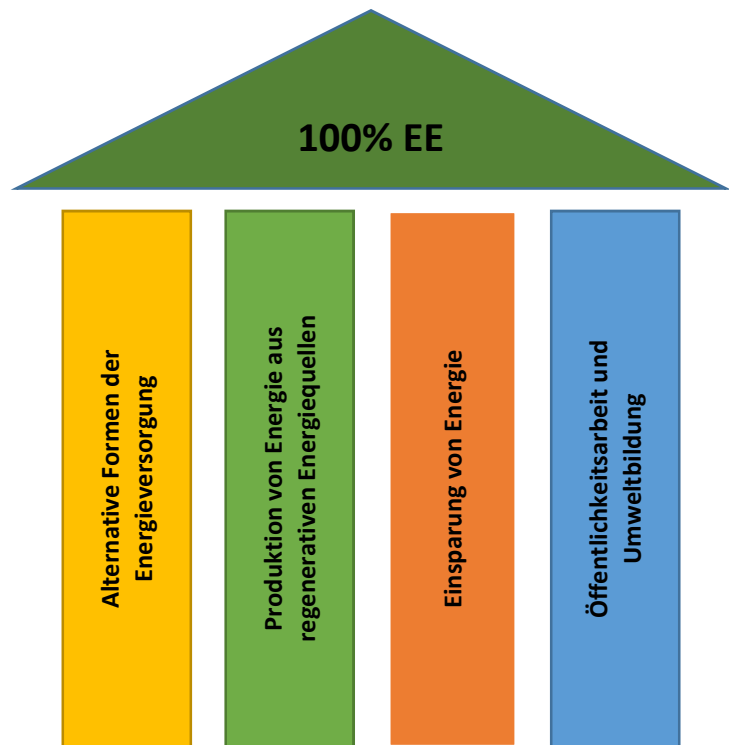 100% EE
Alternative Formen der
Energieversorgung
Produktion von Energie aus
regenerativen Energiequellen
Einsparung von Energie
Öffentlichkeitsarbeit und
Umweltbildung